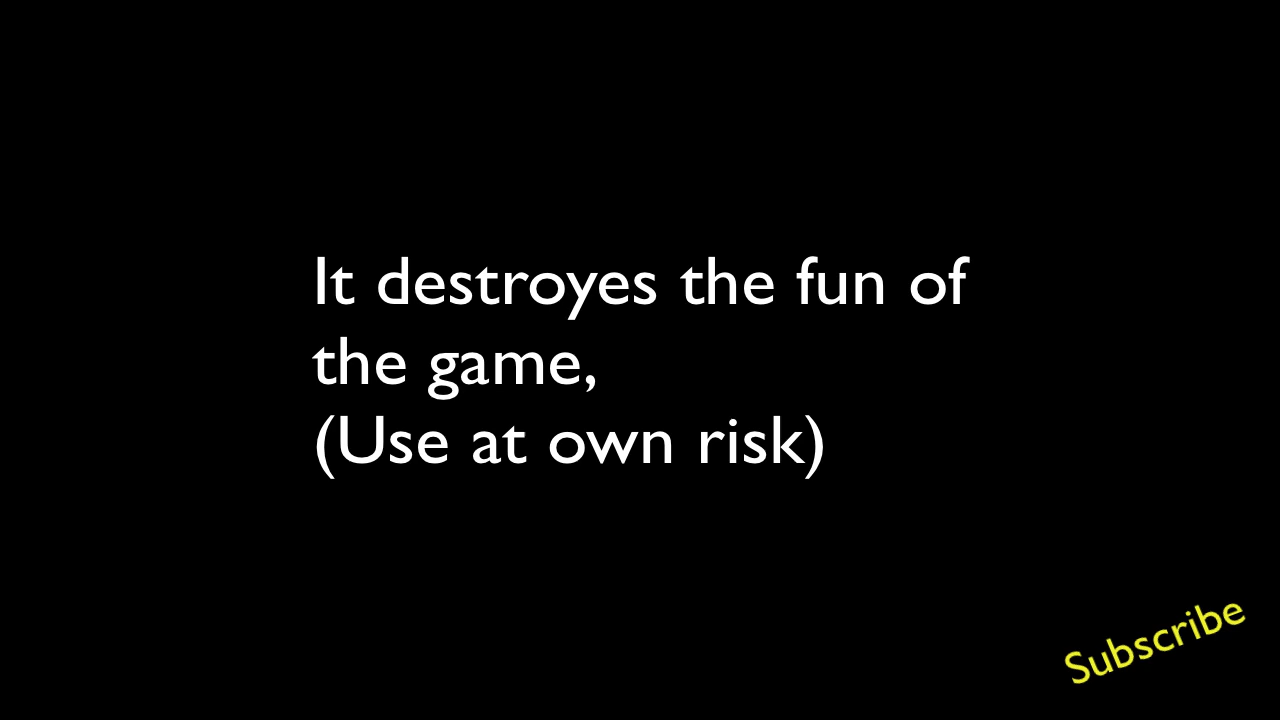 It destroyes the fun of
the game,
(Use at own risk)
Subscribe